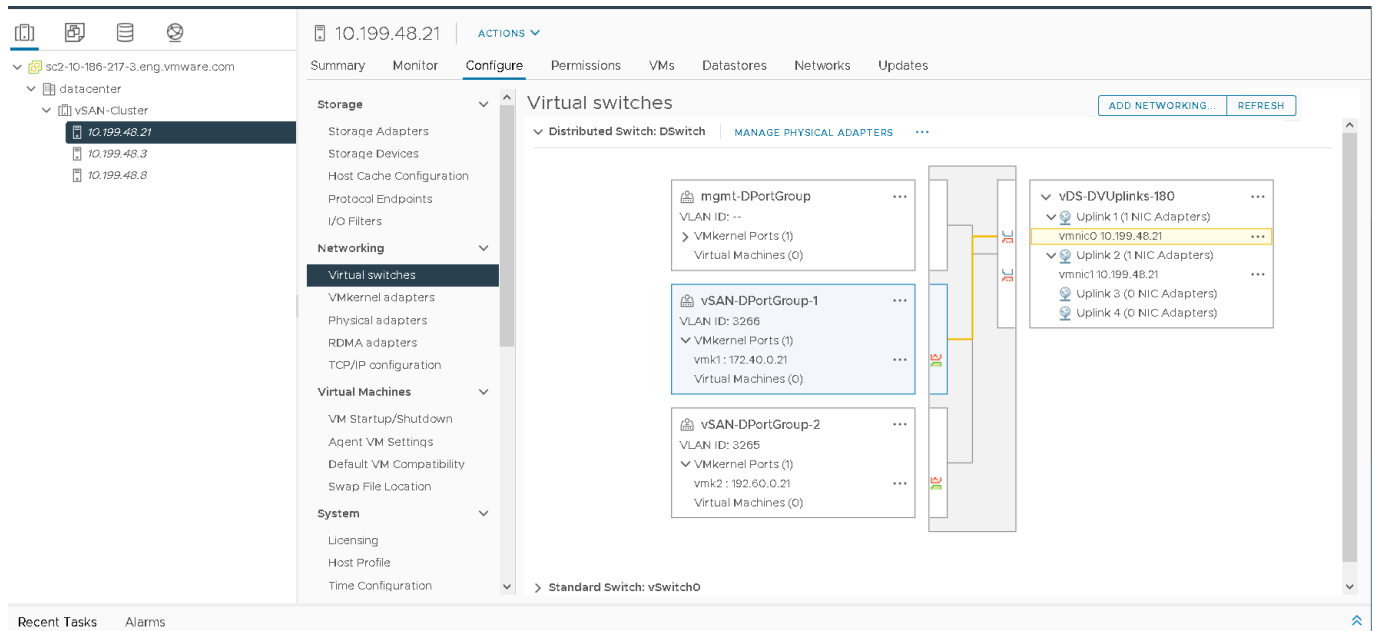 10.199.48.21
ACTIONS
Summary Monitor Configure Permissions VMs Datastores Networks Updates
sc2-10-186-217-3.eng.vmware.com
datacenter
vSAN-Cluster
10.199.48.21
10.199.48.3
10.199.48.8
Storage
Storage Adapters
Storage Devices
Host Cache Configuration
Protocol Endpoints
I/O Filters
Networking
Virtual switches
VMkernel adapters
Physical adapters
RDMA adapters
TCP/IP configuration
Virtual Machines
VM Startup/Shutdown
Agent VM Settings
Default VM Compatibility
Swap File Location
System
Licensing
Host Profile
Time Configuration
Virtual switches
ADD NETWORKING... REFRESH
Distributed Switch: DSwitch MANAGE PHYSICAL ADAPTERS ...
mgmt-DPortGroup ...
VLAN ID: --
VMkernel Ports (1)
Virtual Machines (0)
vSAN-DPortGroup-1 ...
VLAN ID: 3266
VMkernel Ports (1)
vmk1 : 172.40.0.21 ...
Virtual Machines (0)
vSAN-DPortGroup-2 ...
VLAN ID: 3265
VMkernel Ports (1)
vmk2 : 192.60.0.21 ...
Virtual Machines (0)
vDS-DVUplinks-180 ...
Uplink 1 (1 NIC Adapters)
vmnic0 10.199.48.21 ...
Uplink 2 (1 NIC Adapters)
vmnic1 10.199.48.21 ...
Uplink 3 (0 NIC Adapters)
Uplink 4 (0 NIC Adapters)
Standard Switch: vSwitch0
Recent Tasks Alarms